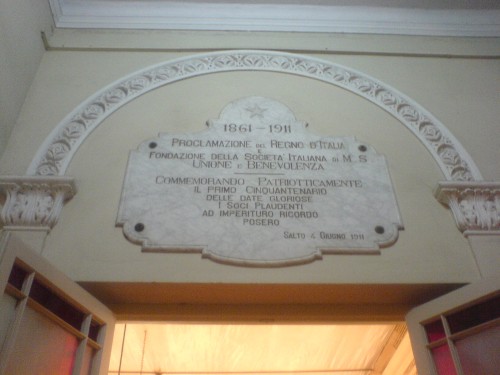 1861-1911
PROCLAMAZIONE DEL REGNO D'ITALIA
E
FONDAZIONE DELLA SOCIETÀ ITALIANA DI M.S.
UNIONE E BENEVOLENZA
COMMEMORANDO PATRIOTTICAMENTE
IL PRIMO CINQUANTENARIO
DELLE DATE GLORIOSE
I SOCI PLAUDENTI
AD IMPERITURO RICORDO
POSERO
SALTO 4 GIUGNO 1911